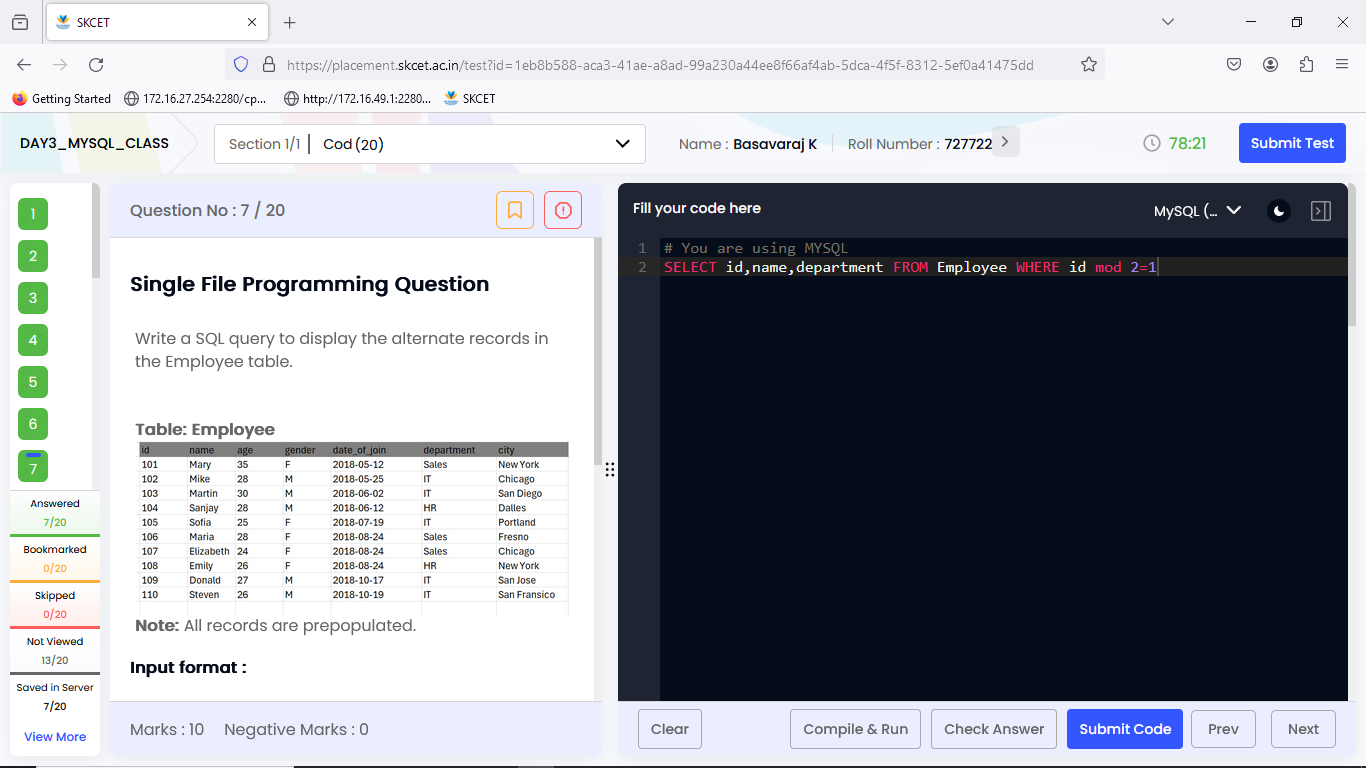 SKCET
https://placement.skcet.ac.in/test?id=1eb8b588-aca3-41ae-a8ad-99a230a44ee8f66af4ab-5dca-4f5f-8312-5ef0a41475dd
Getting Started 172.16.27.254:2280/cp... http://172.16.49.1:2280... SKCET
DAY3_MYSQL_CLASS Section 1/1 | Cod (20) Name : Basavaraj K Roll Number : 727722 78:21 Submit Test
1
2
3
4
5
6
7
Answered
7/20
Bookmarked
0/20
Skipped
0/20
Not Viewed
13/20
Saved in Server
7/20
View More
Question No : 7 / 20
Single File Programming Question
Write a SQL query to display the alternate records in
the Employee table.
Table: Employee
id name age gender date_of_join department city
101 Mary 35 F 2018-05-12 Sales New York
102 Mike 28 M 2018-05-25 IT Chicago
103 Martin 30 M 2018-06-02 IT San Diego
104 Sanjay 28 M 2018-06-12 HR Dalles
105 Sofia 25 F 2018-07-19 IT Portland
106 Maria 28 F 2018-08-24 Sales Fresno
107 Elizabeth 24 F 2018-08-24 Sales Chicago
108 Emily 26 F 2018-08-24 HR New York
109 Donald 27 M 2018-10-17 IT San Jose
110 Steven 26 M 2018-10-19 IT San Fransico
Note: All records are prepopulated.
Input format :
Marks : 10 Negative Marks : 0
Fill your code here
MySQL (...
1 # You are using MYSQL
2 SELECT id,name,department FROM Employee WHERE id mod 2=1
Clear Compile & Run Check Answer Submit Code Prev Next